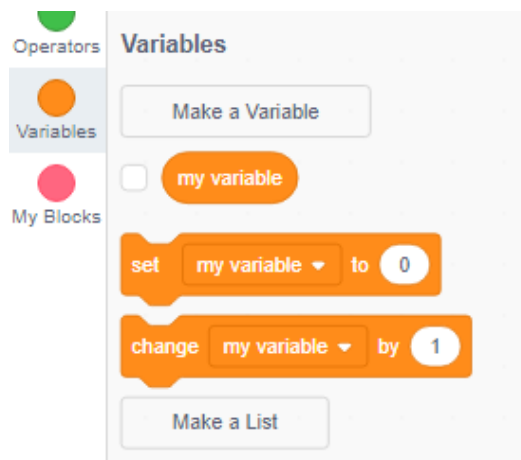 Operators
Variables
My Blocks
Variables
Make a Variable
my variable
set my variable to 0
change my variable by 1
Make a List